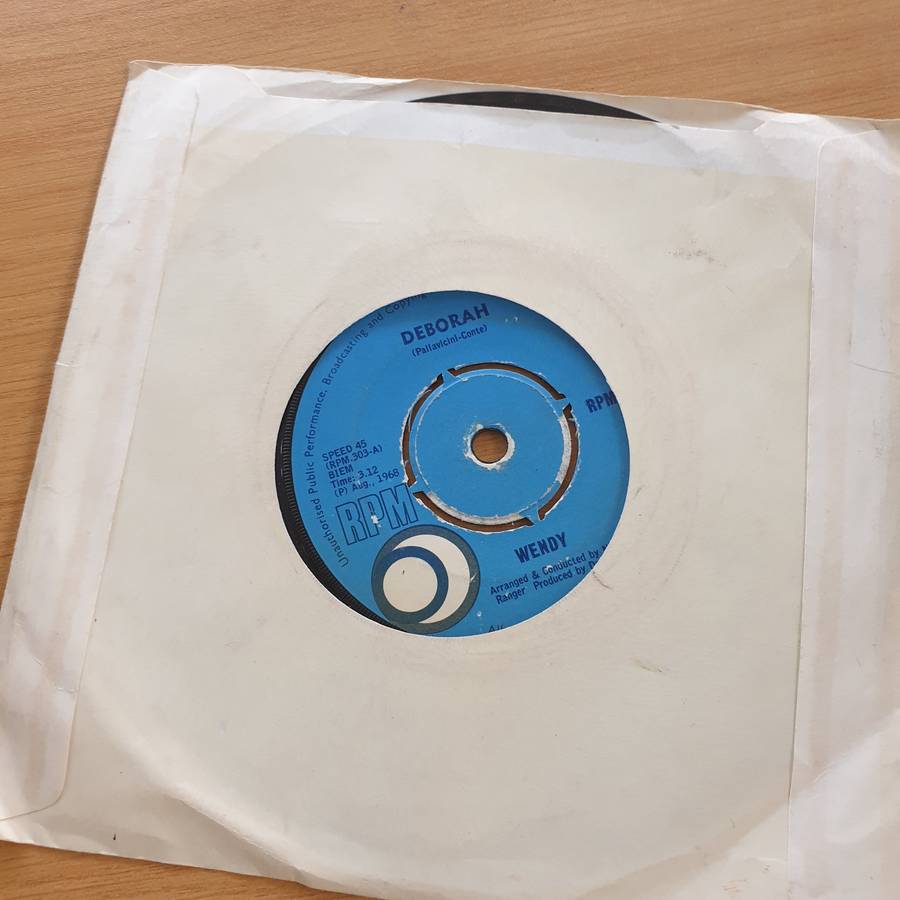 Unauthorised Public Performance, Broadcasting and
DEBORAH
(Pallavicini-Conte)
RPM
SPEED 45
(RPM.303-A)
BIEM
Time: 3.12
(P) Aug., 1968
RPM
WENDY
Arranged & Conducted by
Ranger Produced by